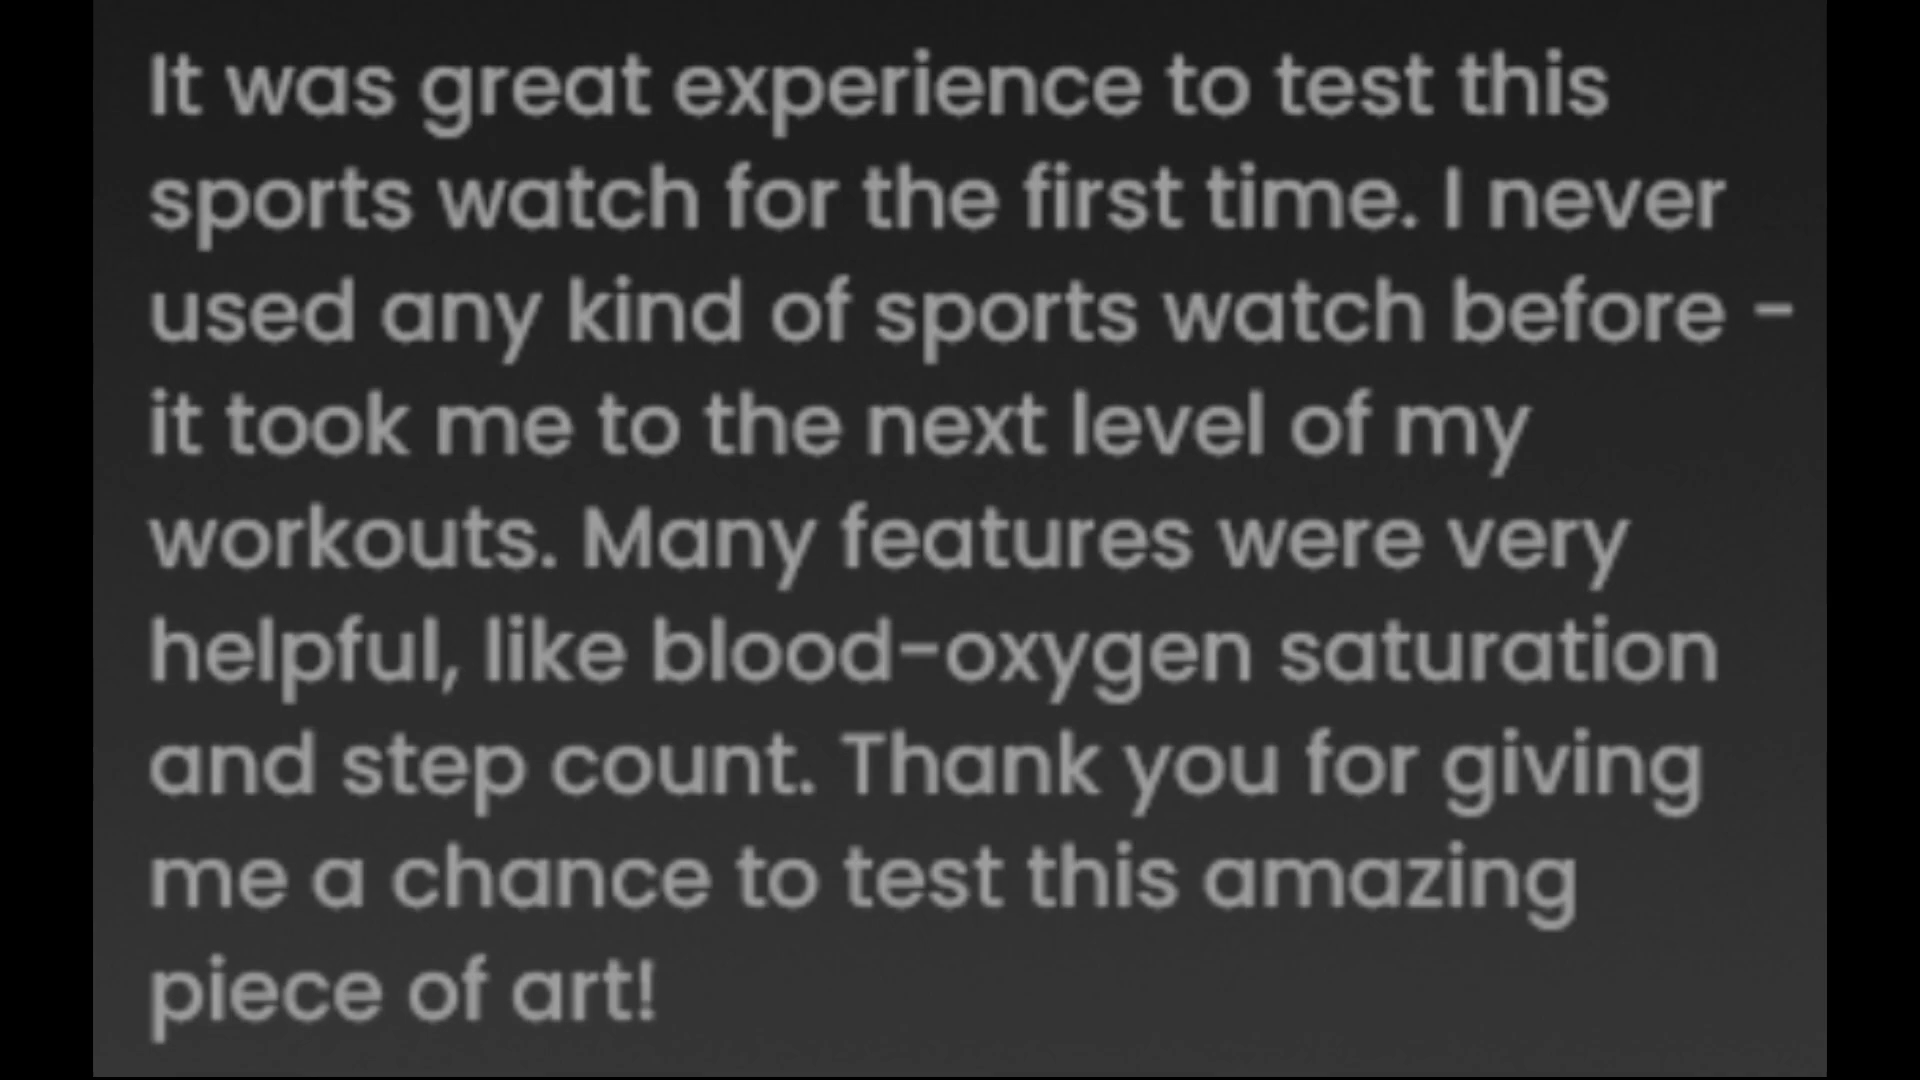 It was great experience to test this
sports watch for the first time. I never
used any kind of sports watch before -
it took me to the next level of my
workouts. Many features were very
helpful, like blood-oxygen saturation
and step count. Thank you for giving
me a chance to test this amazing
piece of art!